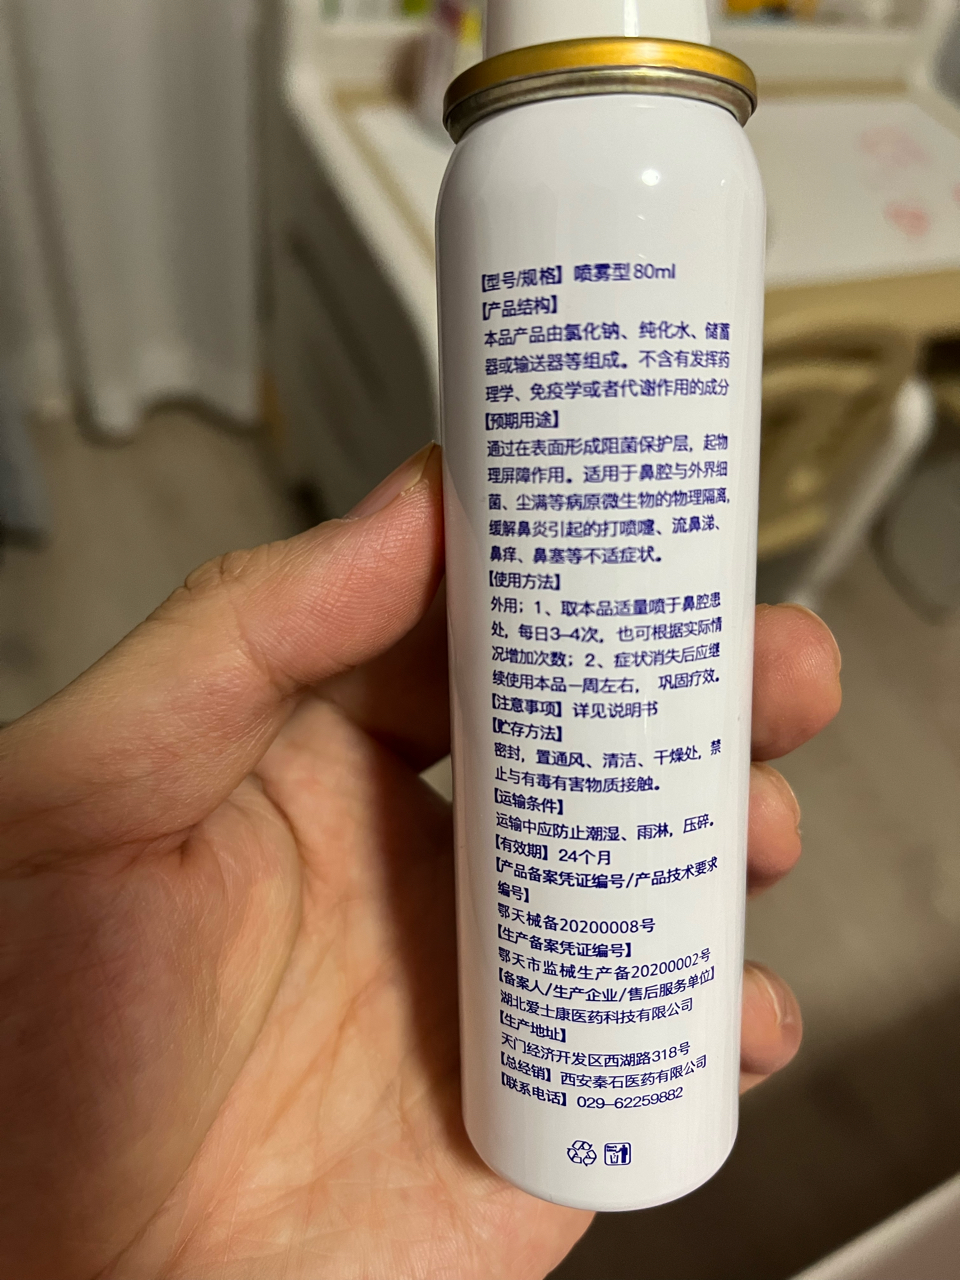 【型号/规格】 喷雾型80ml
【产品结构】
本品产品由氯化钠、纯化水、储蓄
器或输送器等组成。不含有发挥药
理学、免疫学或者代谢作用的成分
【预期用途】
通过在表面形成阻菌保护层，起物
理屏障作用。适用于鼻腔与外界细
菌、尘满等病原微生物的物理隔离，
缓解鼻炎引起的打喷嚏、流鼻涕、
鼻痒、鼻塞等不适症状。
【使用方法】
外用；1、取本品适量喷于鼻腔患
处，每日3-4次，也可根据实际情
况增加次数；2、症状消失后应继
续使用本品一周左右， 巩固疗效。
【注意事项】 详见说明书
【贮存方法】
密封，置通风、清洁、干燥处，禁
止与有毒有害物质接触。
【运输条件】
运输中应防止潮湿、雨淋，压碎。
【有效期】 24个月
【产品备案凭证编号/产品技术要求
编号】
鄂天械备20200008号
【生产备案凭证编号】
鄂天市监械生产备20200002号
【备案人/生产企业/售后服务单位】
湖北爱士康医药科技有限公司
【生产地址】
天门经济开发区西湖路318号
【总经销】 西安秦石医药有限公司
【联系电话】 029-62259882